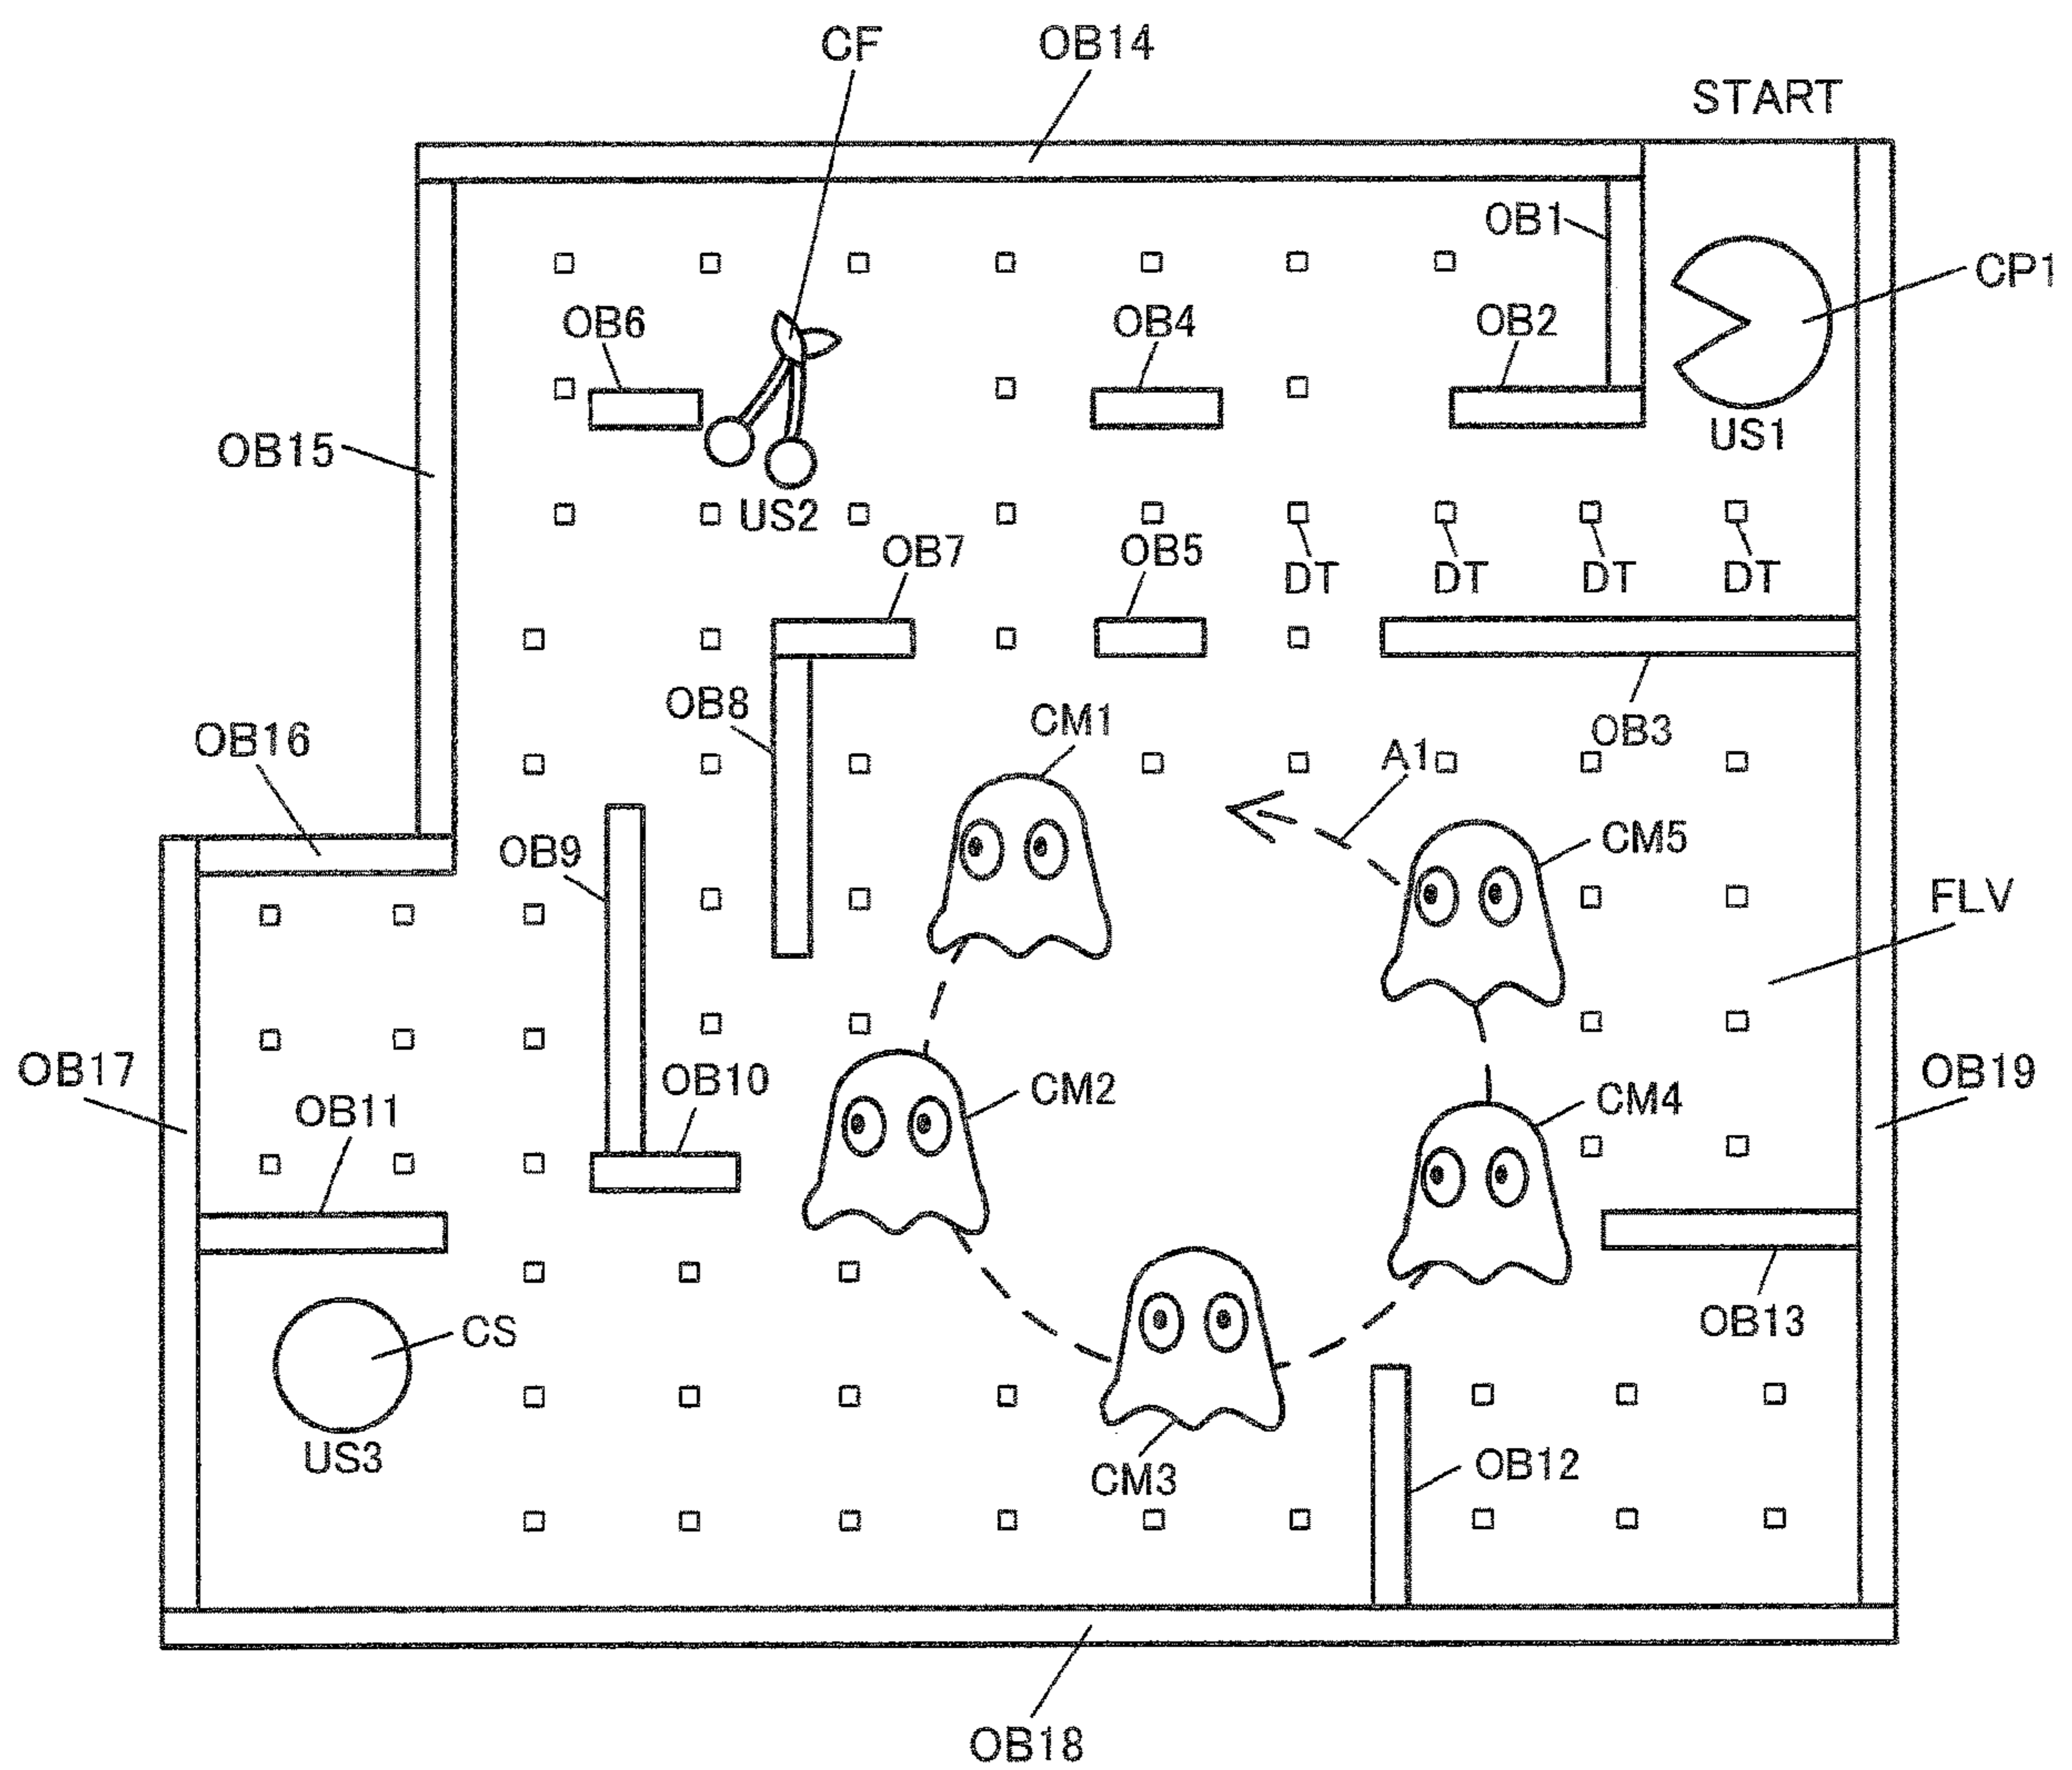 CF
OB14
START
OB1
CP1
OB6
OB4
OB2
US1
OB15
US2
OB7
OB5
DT
DT
DT
DT
OB8
CM1
OB3
OB16
A1
OB9
CM5
FLV
OB17
OB10
CM2
CM4
OB19
OB11
CS
OB13
US3
CM3
OB12
OB18